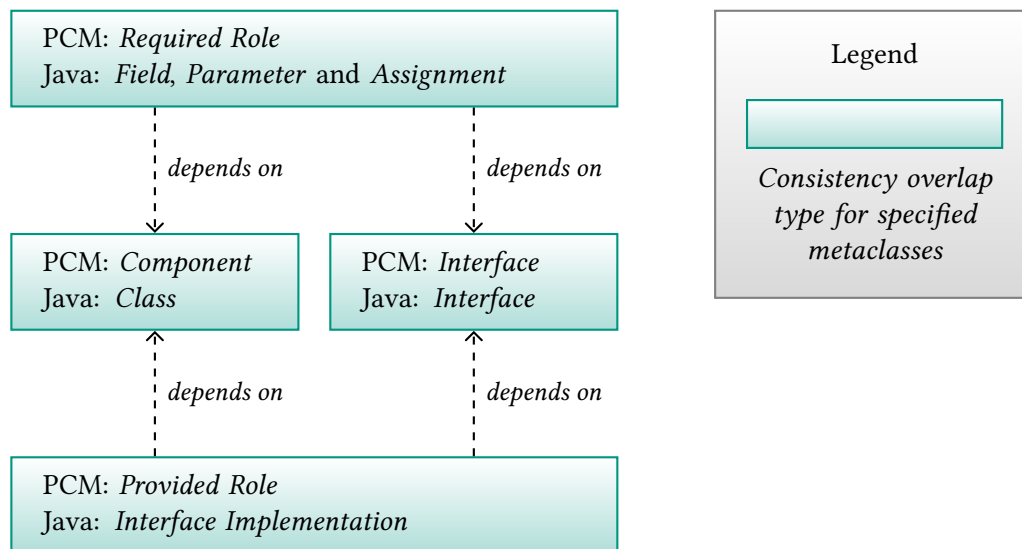 PCM: Required Role
Java: Field, Parameter and Assignment
depends on
depends on
PCM: Component
Java: Class
PCM: Interface
Java: Interface
depends on
depends on
PCM: Provided Role
Java: Interface Implementation
Legend
Consistency overlap
type for specified
metaclasses